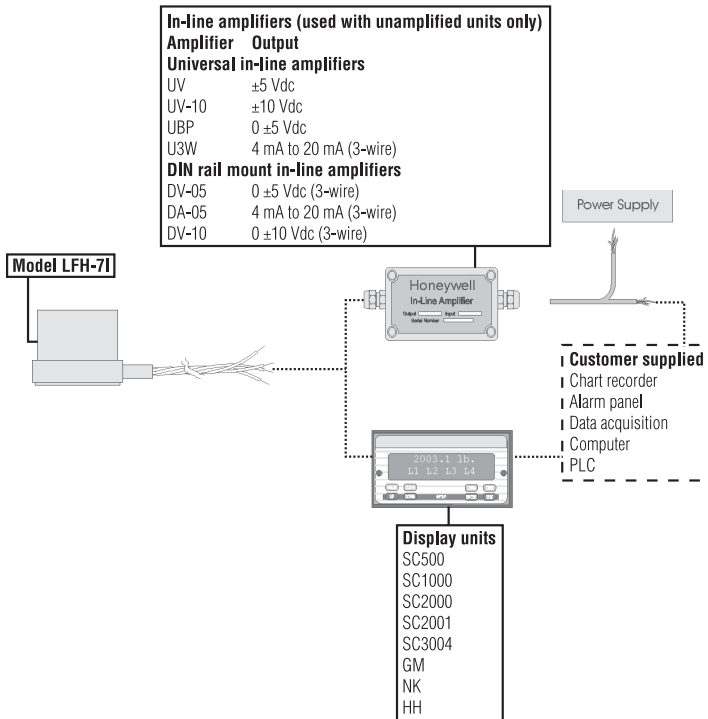 In-line amplifiers (used with unamplified units only)
Amplifier Output
Universal in-line amplifiers
UV ±5 Vdc
UV-10 ±10 Vdc
UBP 0 ±5 Vdc
U3W 4 mA to 20 mA (3-wire)
DIN rail mount in-line amplifiers
DV-05 0 ±5 Vdc (3-wire)
DA-05 4 mA to 20 mA (3-wire)
DV-10 0 ±10 Vdc (3-wire)
Power Supply
Model LFH-7I
Honeywell
In-Line Amplifier
Output Input
Serial Number
Customer supplied
Chart recorder
Alarm panel
Data acquisition
Computer
PLC
2003.1 lb.
L1 L2 L3 L4
Display units
SC500
SC1000
SC2000
SC2001
SC3004
GM
NK
HH